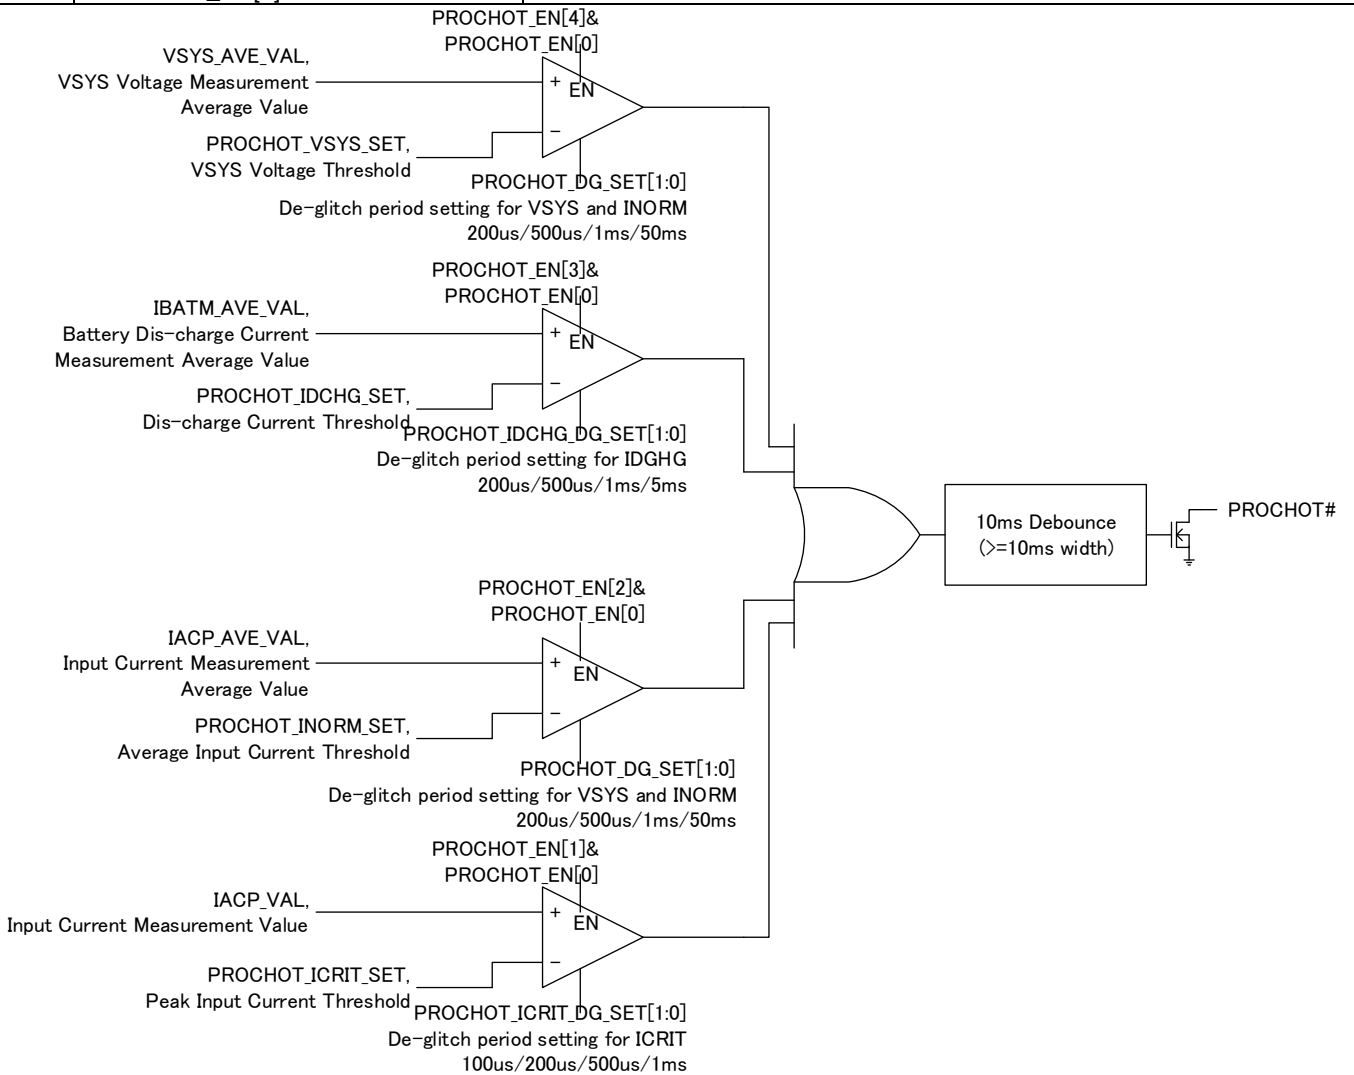 PROCHOT_EN[4]&
PROCHOT_EN[0]
VSYS_AVE_VAL,
VSYS Voltage Measurement
Average Value
+
EN
−
PROCHOT_VSYS_SET,
VSYS Voltage Threshold
PROCHOT_DG_SET[1:0]
De-glitch period setting for VSYS and INORM
200us/500us/1ms/50ms
PROCHOT_EN[3]&
PROCHOT_EN[0]
IBATM_AVE_VAL,
Battery Dis-charge Current
Measurement Average Value
+
EN
−
PROCHOT_IDCHG_SET,
Dis-charge Current Threshold
PROCHOT_IDCHG_DG_SET[1:0]
De-glitch period setting for IDGHG
200us/500us/1ms/5ms
10ms Debounce
(>=10ms width)
PROCHOT#
PROCHOT_EN[2]&
PROCHOT_EN[0]
IACP_AVE_VAL,
Input Current Measurement
Average Value
+
EN
−
PROCHOT_INORM_SET,
Average Input Current Threshold
PROCHOT_DG_SET[1:0]
De-glitch period setting for VSYS and INORM
200us/500us/1ms/50ms
PROCHOT_EN[1]&
PROCHOT_EN[0]
IACP_VAL,
Input Current Measurement Value
+
EN
−
PROCHOT_ICRIT_SET,
Peak Input Current Threshold
PROCHOT_ICRIT_DG_SET[1:0]
De-glitch period setting for ICRIT
100us/200us/500us/1ms